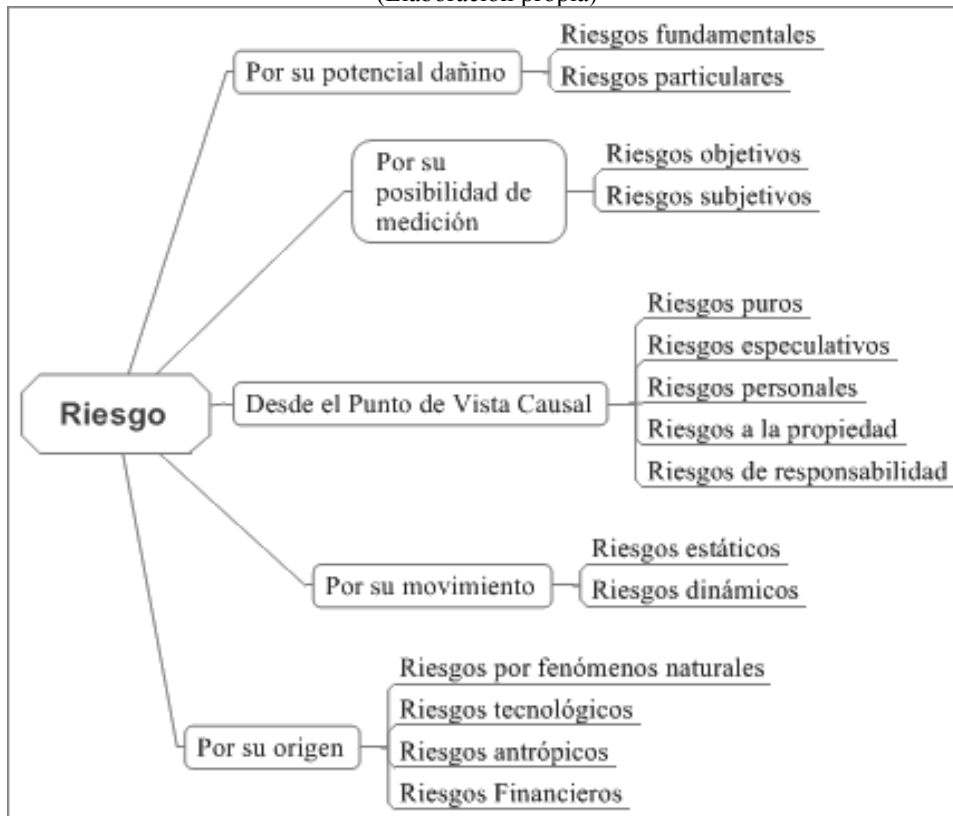 (Elaboración propia)
Riesgo
Por su potencial dañino
Riesgos fundamentales
Riesgos particulares
Por su
posibilidad de
medición
Riesgos objetivos
Riesgos subjetivos
Desde el Punto de Vista Causal
Riesgos puros
Riesgos especulativos
Riesgos personales
Riesgos a la propiedad
Riesgos de responsabilidad
Por su movimiento
Riesgos estáticos
Riesgos dinámicos
Por su origen
Riesgos por fenómenos naturales
Riesgos tecnológicos
Riesgos antrópicos
Riesgos Financieros